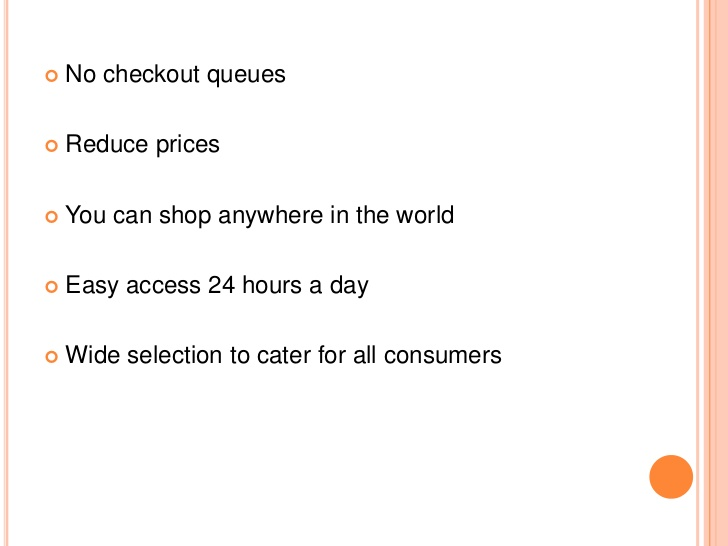 No checkout queues
Reduce prices
You can shop anywhere in the world
Easy access 24 hours a day
Wide selection to cater for all consumers